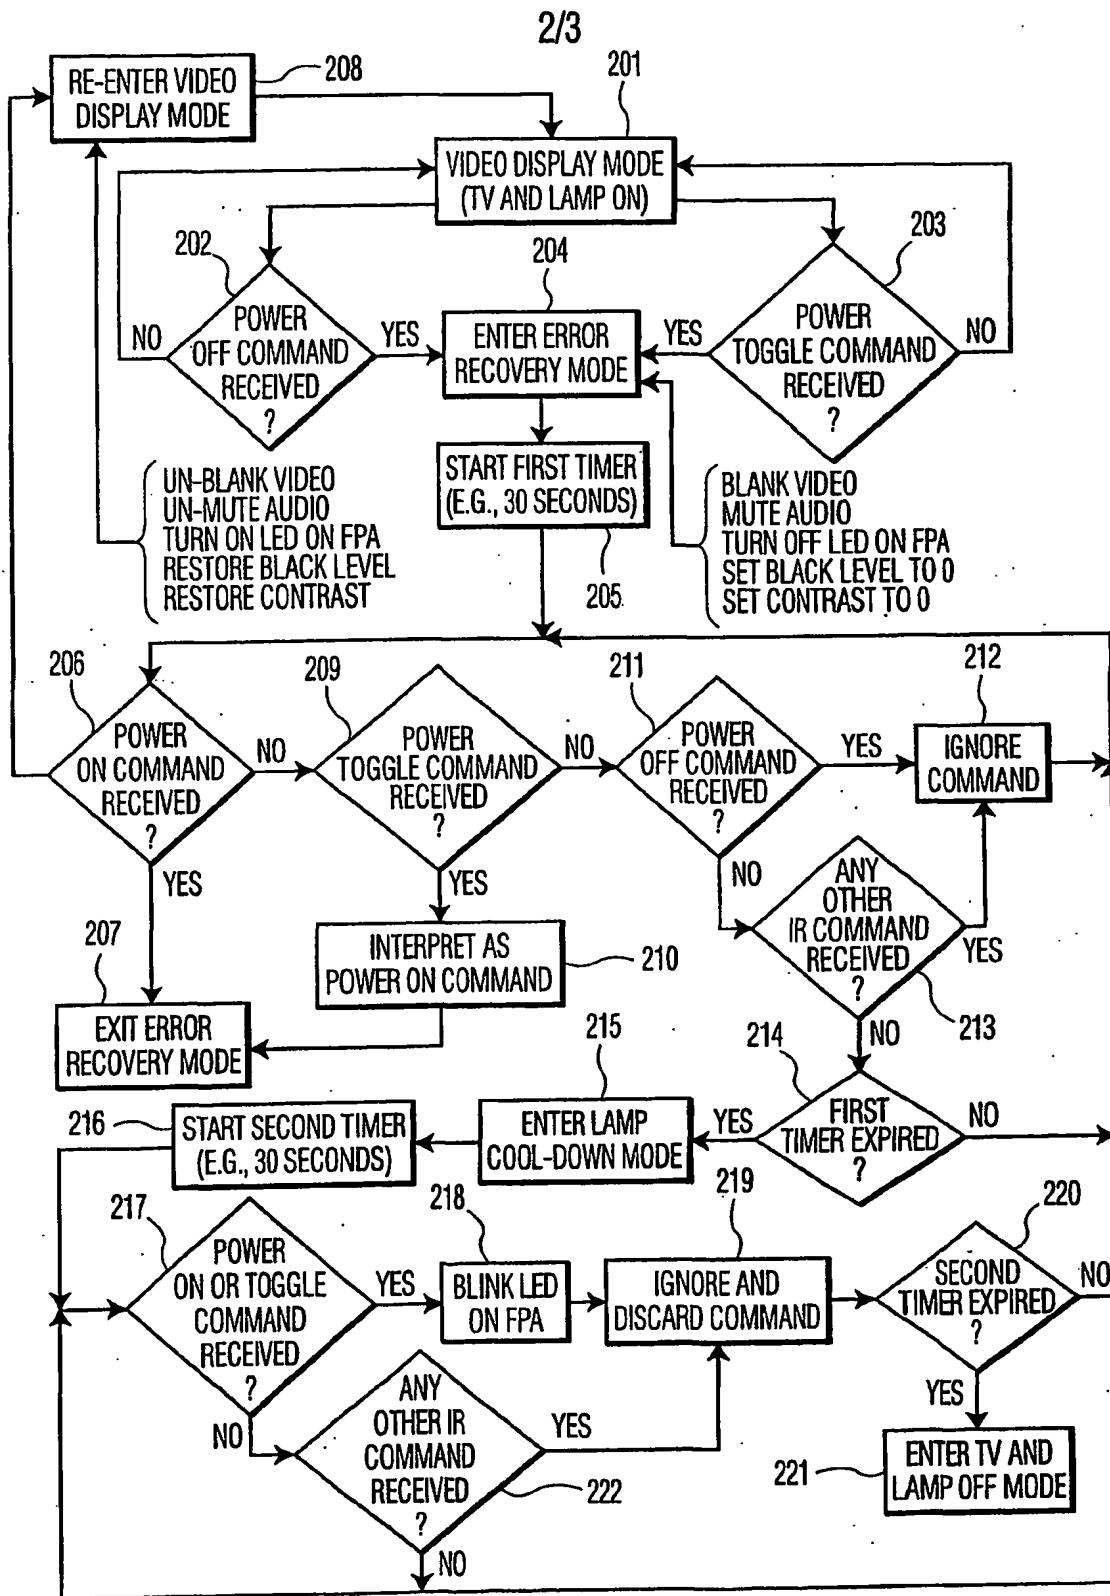 2/3
RE-ENTER VIDEO
DISPLAY MODE
208
201
VIDEO DISPLAY MODE
(TV AND LAMP ON)
202
POWER
OFF COMMAND
RECEIVED
?
NO
YES
204
ENTER ERROR
RECOVERY MODE
203
POWER
TOGGLE COMMAND
RECEIVED
?
YES
NO
START FIRST TIMER
(E.G., 30 SECONDS)
205
UN-BLANK VIDEO
UN-MUTE AUDIO
TURN ON LED ON FPA
RESTORE BLACK LEVEL
RESTORE CONTRAST
BLANK VIDEO
MUTE AUDIO
TURN OFF LED ON FPA
SET BLACK LEVEL TO 0
SET CONTRAST TO 0
206
POWER
ON COMMAND
RECEIVED
?
NO
YES
209
POWER
TOGGLE COMMAND
RECEIVED
?
NO
YES
211
POWER
OFF COMMAND
RECEIVED
?
YES
NO
212
IGNORE
COMMAND
ANY
OTHER
IR COMMAND
RECEIVED
?
YES
NO
213
207
EXIT ERROR
RECOVERY MODE
INTERPRET AS
POWER ON COMMAND
210
214
FIRST
TIMER EXPIRED
?
YES
NO
215
ENTER LAMP
COOL-DOWN MODE
216
START SECOND TIMER
(E.G., 30 SECONDS)
217
POWER
ON OR TOGGLE
COMMAND
RECEIVED
?
YES
NO
218
BLINK LED
ON FPA
219
IGNORE AND
DISCARD COMMAND
220
SECOND
TIMER EXPIRED
?
NO
YES
ANY
OTHER IR
COMMAND
RECEIVED
?
YES
NO
222
221
ENTER TV AND
LAMP OFF MODE